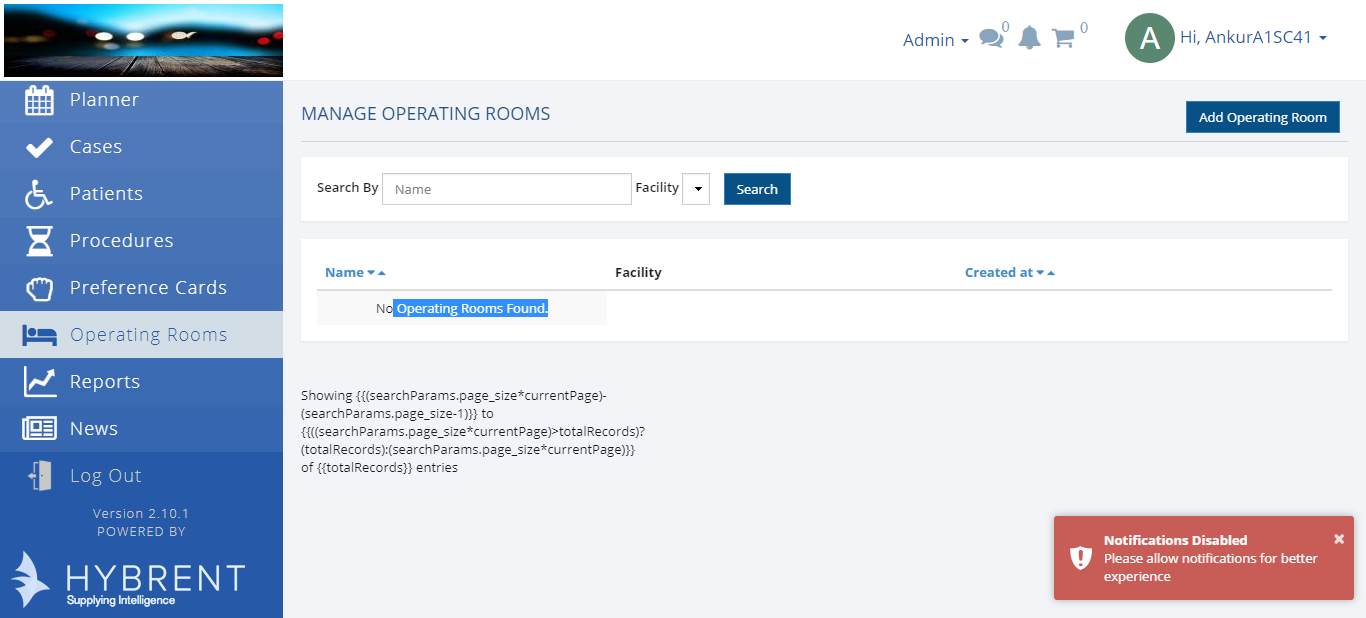 Admin
0
0
A
Hi, AnkurA1SC41
Planner
Cases
Patients
Procedures
Preference Cards
Operating Rooms
Reports
News
Log Out
Version 2.10.1
POWERED BY
HYBRENT
Supplying Intelligence
MANAGE OPERATING ROOMS
Add Operating Room
Search By
Name
Facility
Search
Name
Facility
Created at
No Operating Rooms Found.
Showing {{(searchParams.page_size*currentPage)-
(searchParams.page_size-1)}} to
{{((searchParams.page_size*currentPage)>totalRecords)?
(totalRecords):(searchParams.page_size*currentPage)}}
of {{totalRecords}} entries
Notifications Disabled
Please allow notifications for better
experience